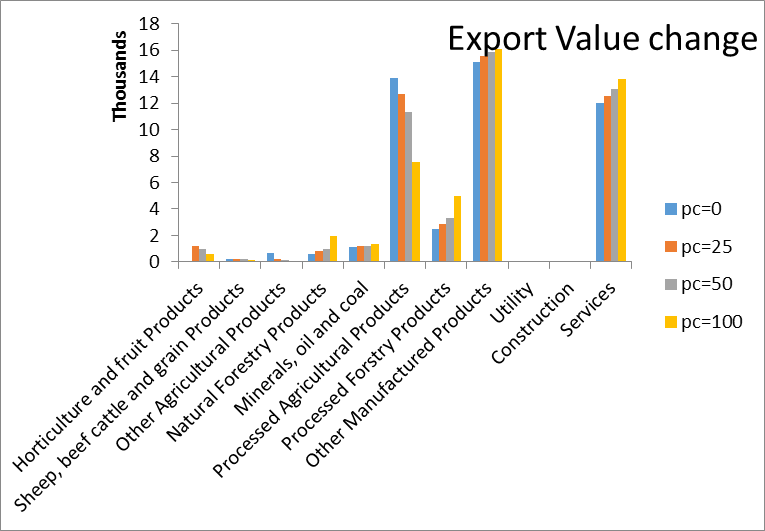 Export Value change
Thousands
18
16
14
12
10
8
6
4
2
0
Horticulture and fruit Products
Sheep, beef cattle and grain Products
Other Agricultural Products
Natural Forestry Products
Minerals, oil and coal
Processed Agricultural Products
Processed Forstry Products
Other Manufactured Products
Utility
Construction
Services
pc=0
pc=25
pc=50
pc=100